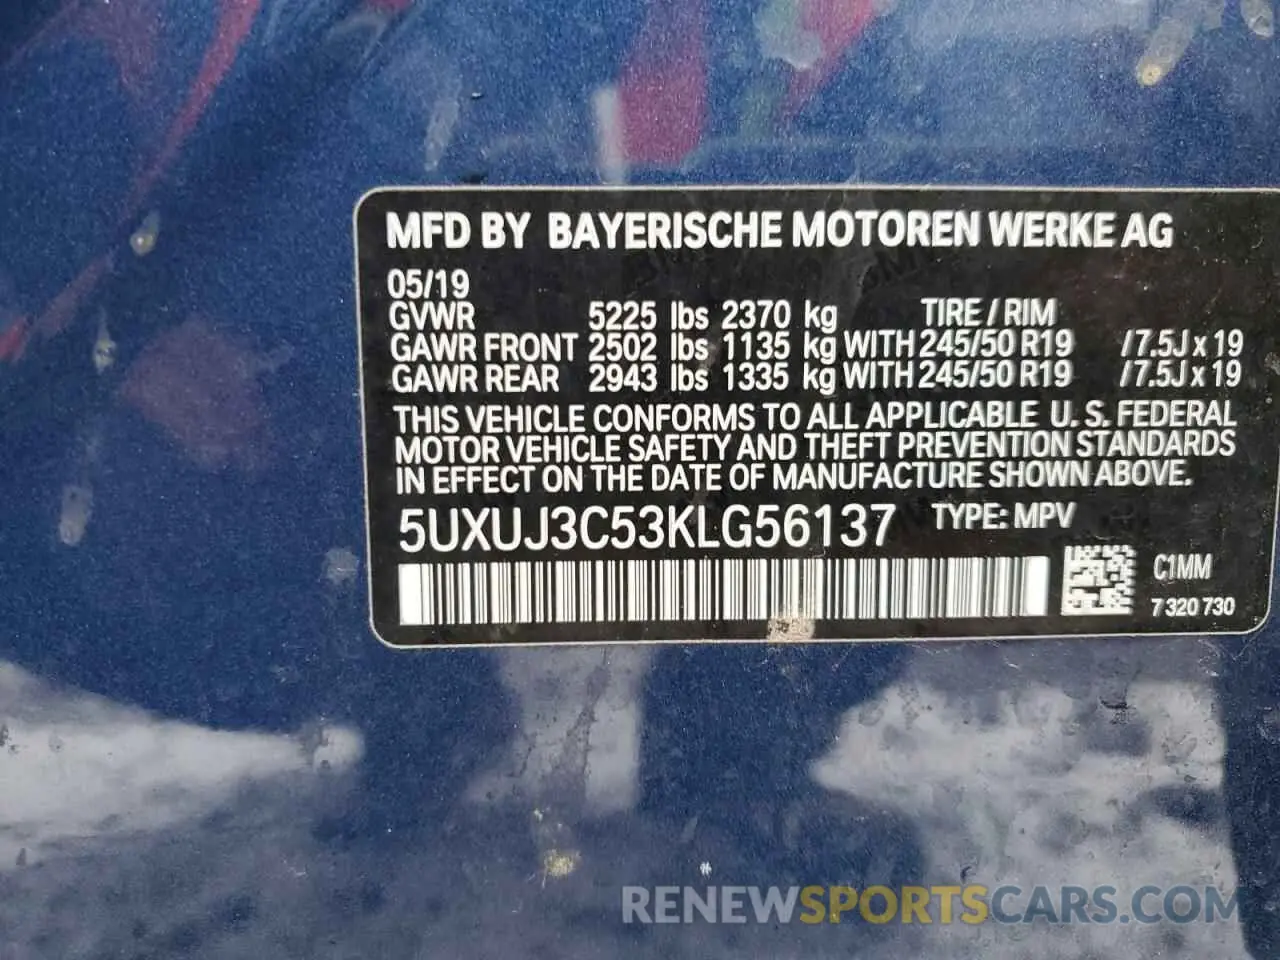 MFD BY BAYERISCHE MOTOREN WERKE AG
05/19
GVWR 5225 lbs 2370 kg TIRE / RIM
GAWR FRONT 2502 lbs 1135 kg WITH 245/50 R19 / 7.5J x 19
GAWR REAR 2943 lbs 1335 kg WITH 245/50 R19 / 7.5J x 19
THIS VEHICLE CONFORMS TO ALL APPLICABLE U. S. FEDERAL
MOTOR VEHICLE SAFETY AND THEFT PREVENTION STANDARDS
IN EFFECT ON THE DATE OF MANUFACTURE SHOWN ABOVE.
5UXUJ3C53KLG56137 TYPE: MPV
C1MM
7 320 730
RENEWSPORTSCARS.COM